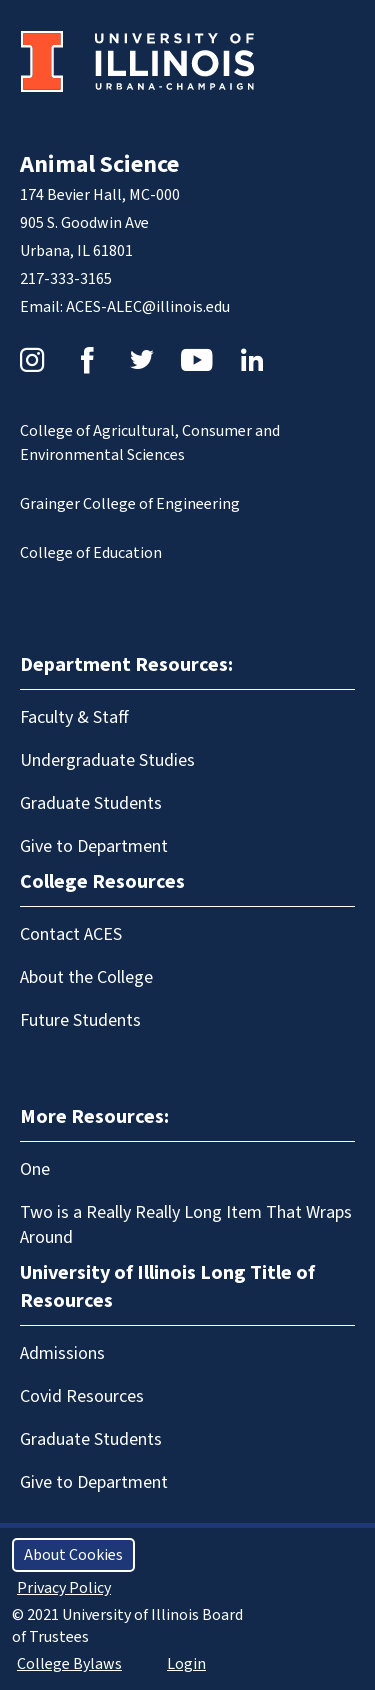 UNIVERSITY OF
ILLINOIS
URBANA-CHAMPAIGN
Animal Science
174 Bevier Hall, MC-000
905 S. Goodwin Ave
Urbana, IL 61801
217-333-3165
Email: ACES-ALEC@illinois.edu
College of Agricultural, Consumer and
Environmental Sciences
Grainger College of Engineering
College of Education
Department Resources:
Faculty & Staff
Undergraduate Studies
Graduate Students
Give to Department
College Resources
Contact ACES
About the College
Future Students
More Resources:
One
Two is a Really Really Long Item That Wraps
Around
University of Illinois Long Title of
Resources
Admissions
Covid Resources
Graduate Students
Give to Department
About Cookies
Privacy Policy
© 2021 University of Illinois Board
of Trustees
College Bylaws Login